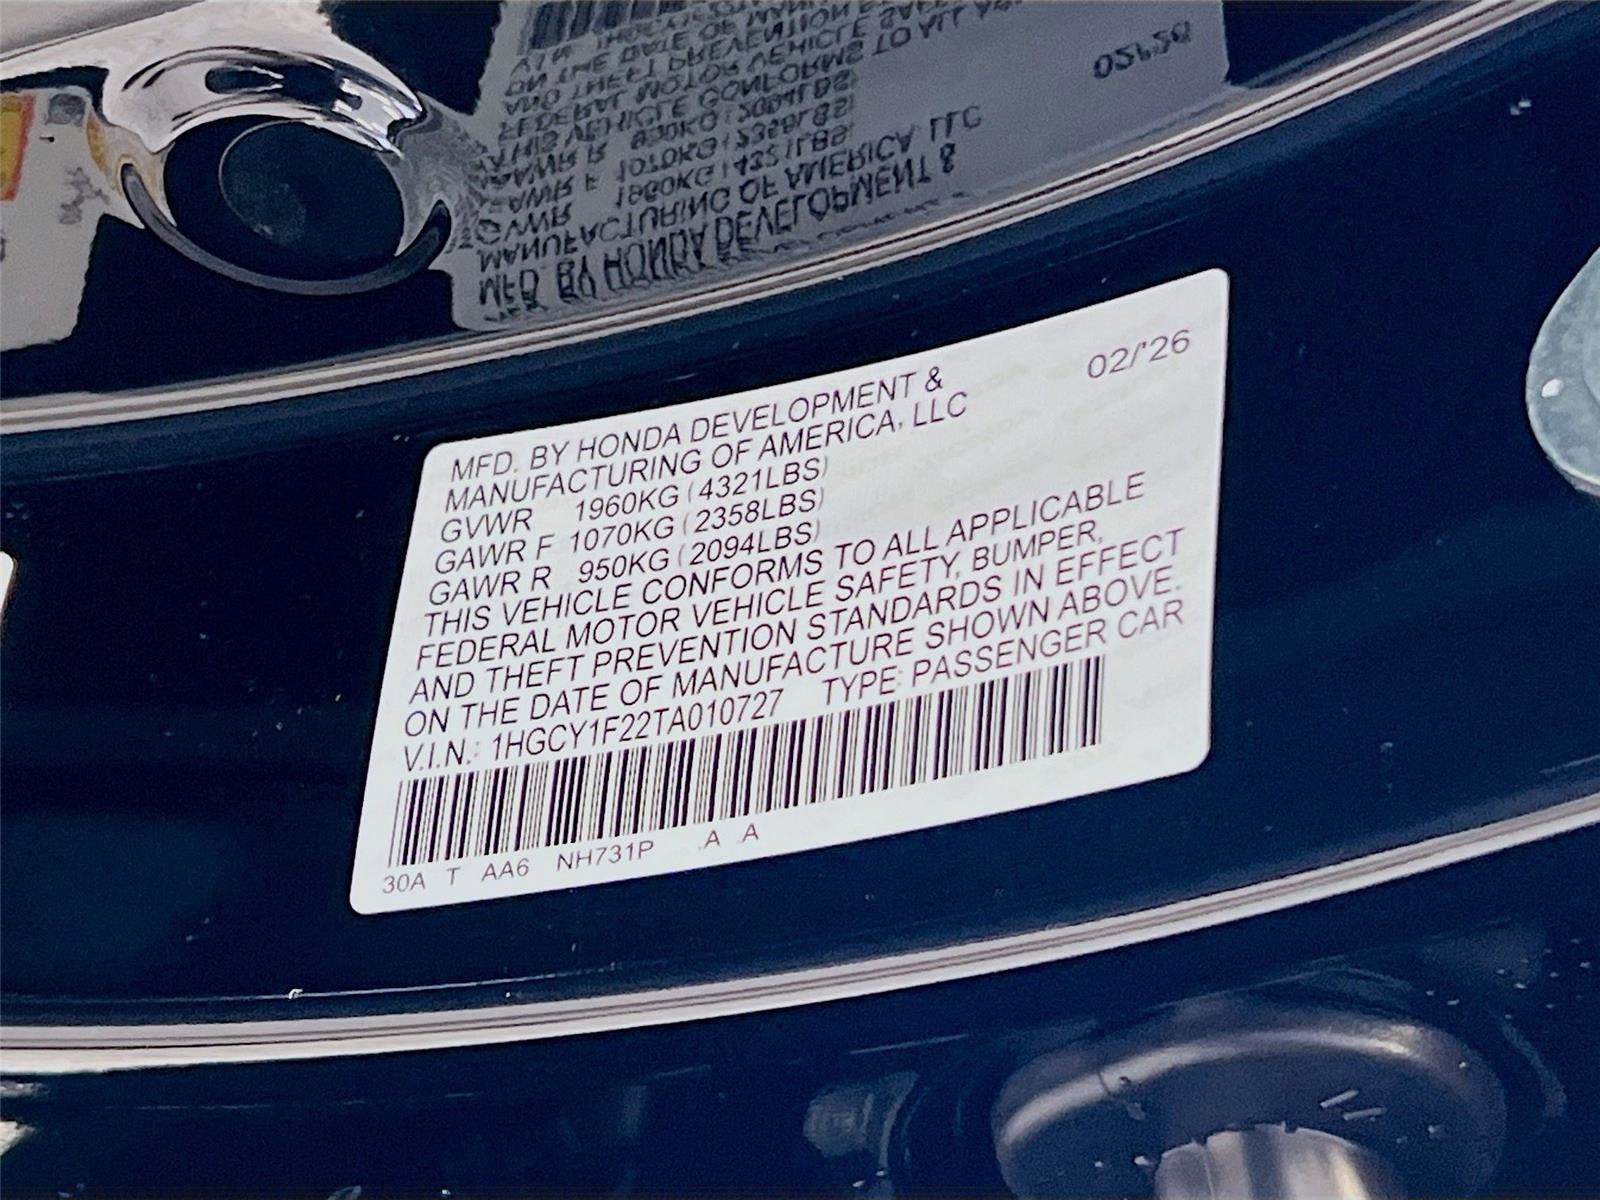 MFD. BY HONDA DEVELOPMENT &
MANUFACTURING OF AMERICA, LLC
02/'26
GVWR 1960KG (4321LBS)
GAWR F 1070KG (2358LBS)
GAWR R 950KG (2094LBS)
THIS VEHICLE CONFORMS TO ALL APPLICABLE
FEDERAL MOTOR VEHICLE SAFETY, BUMPER,
AND THEFT PREVENTION STANDARDS IN EFFECT
ON THE DATE OF MANUFACTURE SHOWN ABOVE.
V.I.N.: 1HGCY1F22TA010727 TYPE: PASSENGER CAR
30A T AA6 NH731P .A .A